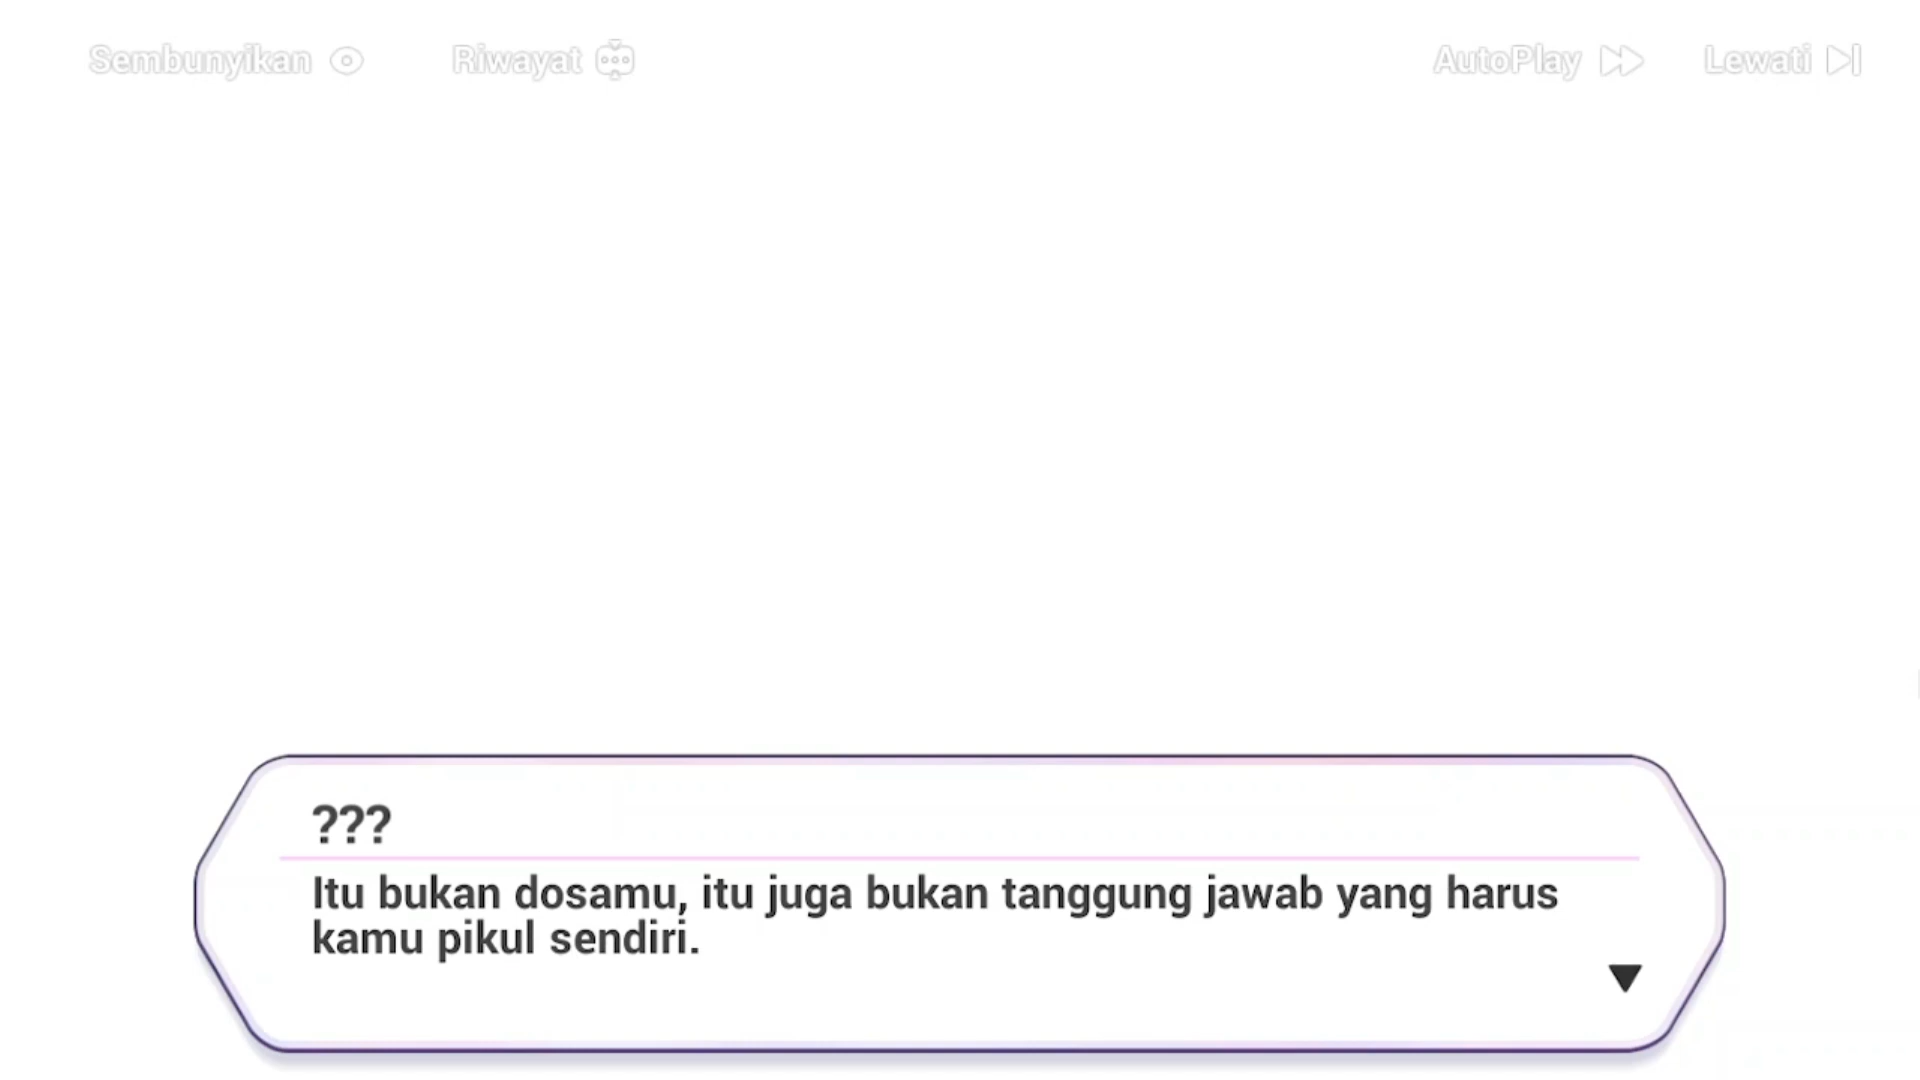 Sembunyikan
Riwayat
AutoPlay
Lewati
???
Itu bukan dosamu, itu juga bukan tanggung jawab yang harus
kamu pikul sendiri.